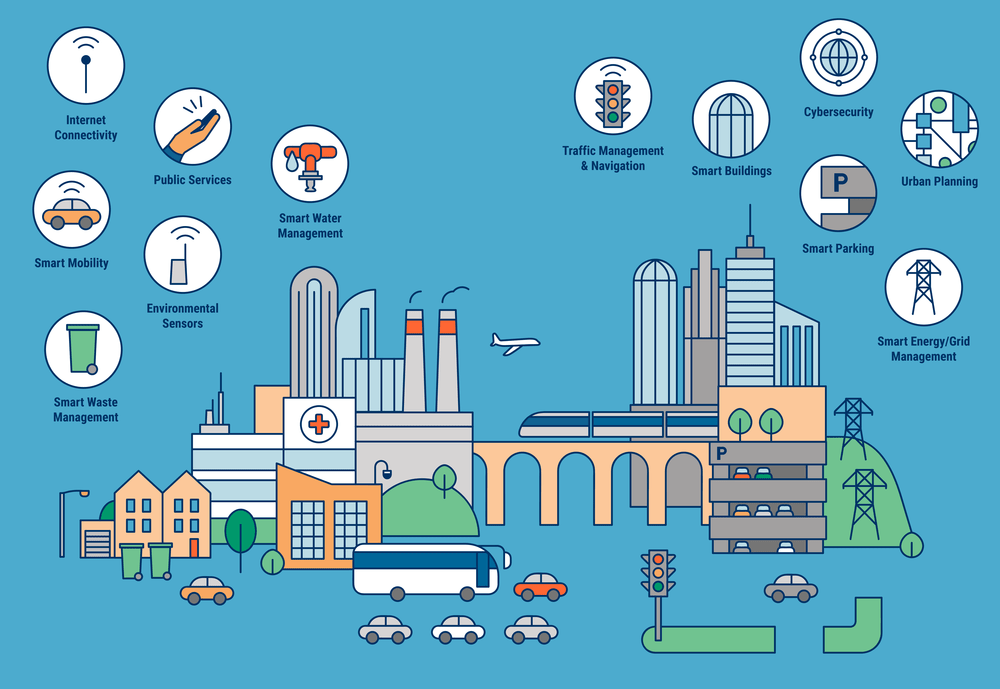 Internet
Connectivity
Public Services
Smart Water
Management
Smart Mobility
Environmental
Sensors
Smart Waste
Management
Traffic Management
& Navigation
Smart Buildings
Cybersecurity
Urban Planning
P
Smart Parking
Smart Energy/Grid
Management
P